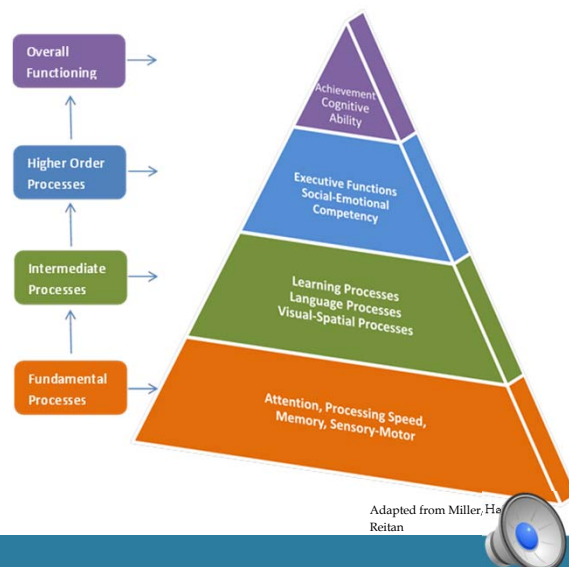 Overall
Functioning
Achievement
Cognitive
Ability
Higher Order
Processes
Executive Functions
Social-Emotional
Competency
Intermediate
Processes
Learning Processes
Language Processes
Visual-Spatial Processes
Fundamental
Processes
Attention, Processing Speed,
Memory, Sensory-Motor
Adapted from Miller,
Reitan